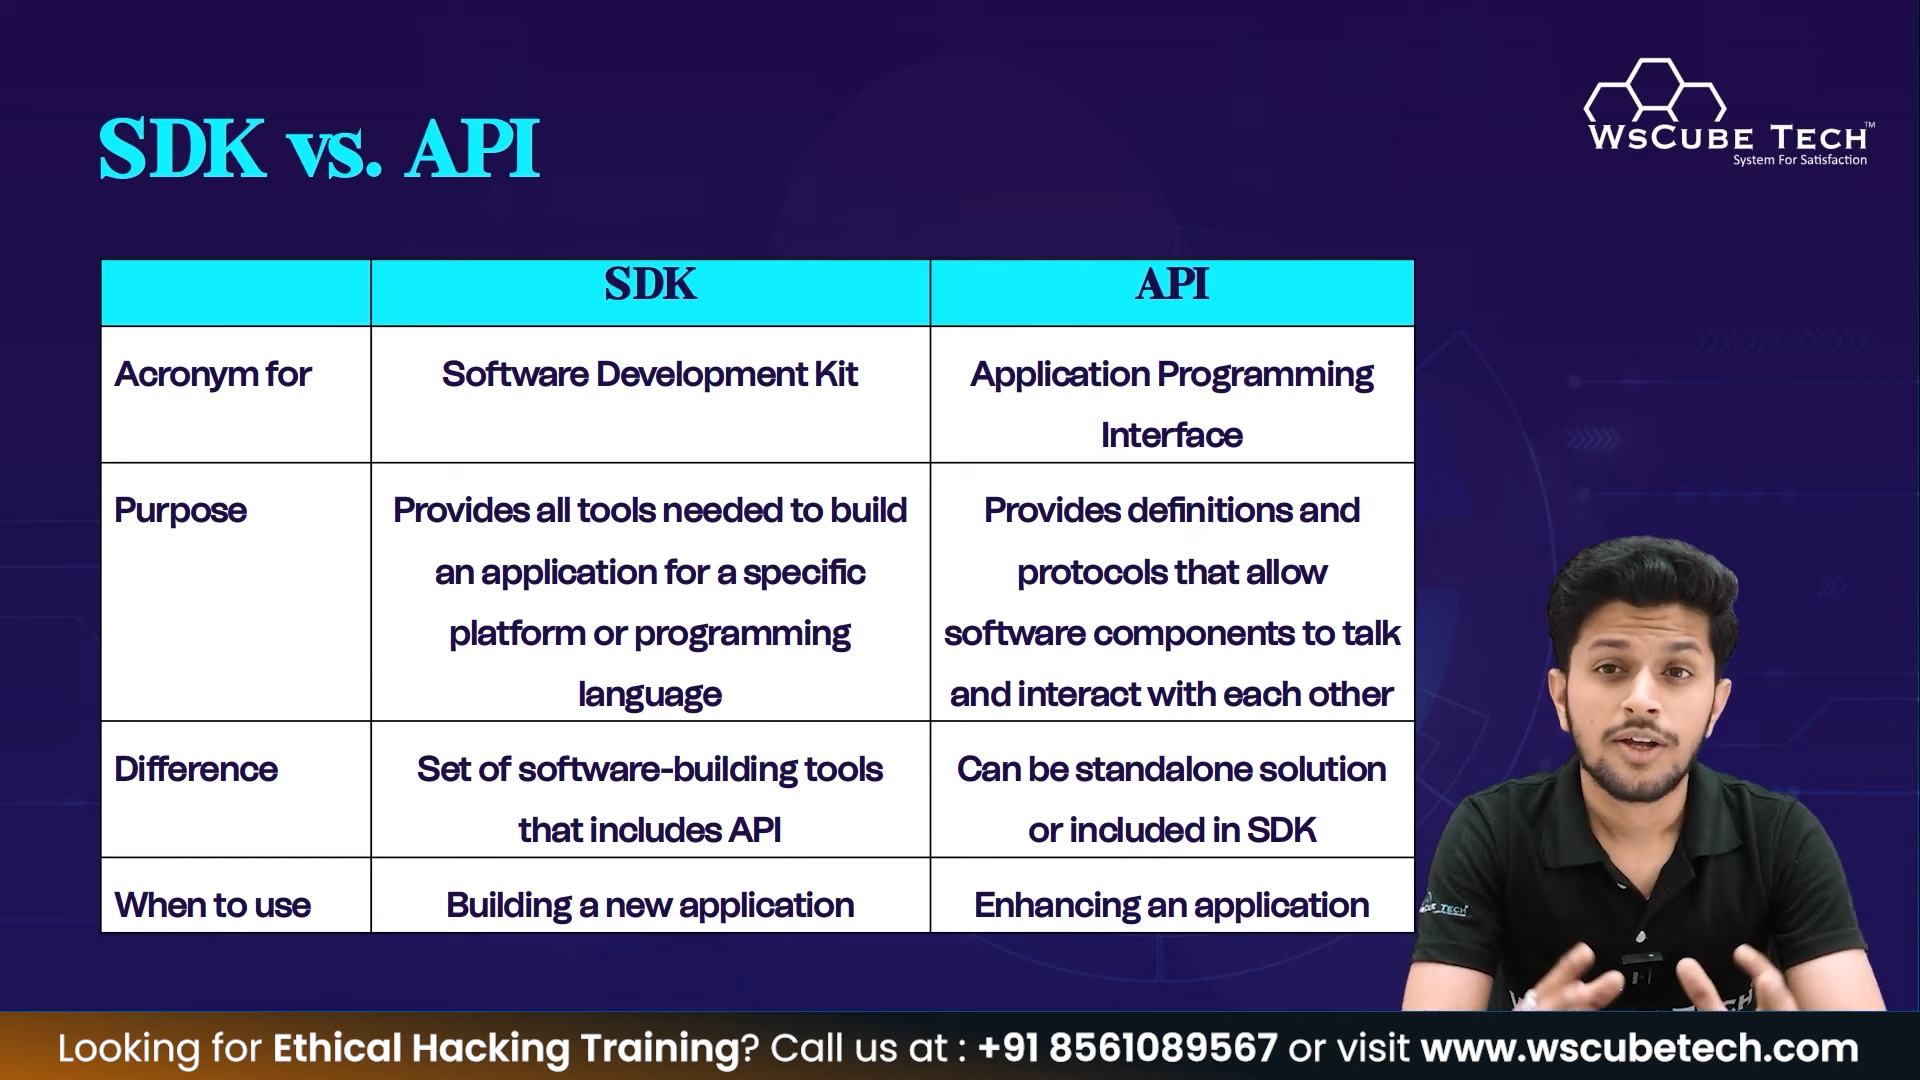 SDK vs. API
WSCUBE TECH™
System For Satisfaction
SDK
API
Acronym for
Software Development Kit
Application Programming
Interface
Purpose
Provides all tools needed to build
an application for a specific
platform or programming
language
Provides definitions and
protocols that allow
software components to talk
and interact with each other
Difference
Set of software-building tools
that includes API
Can be standalone solution
or included in SDK
When to use
Building a new application
Enhancing an application
Looking for Ethical Hacking Training? Call us at : +91 8561089567 or visit www.wscubetech.com